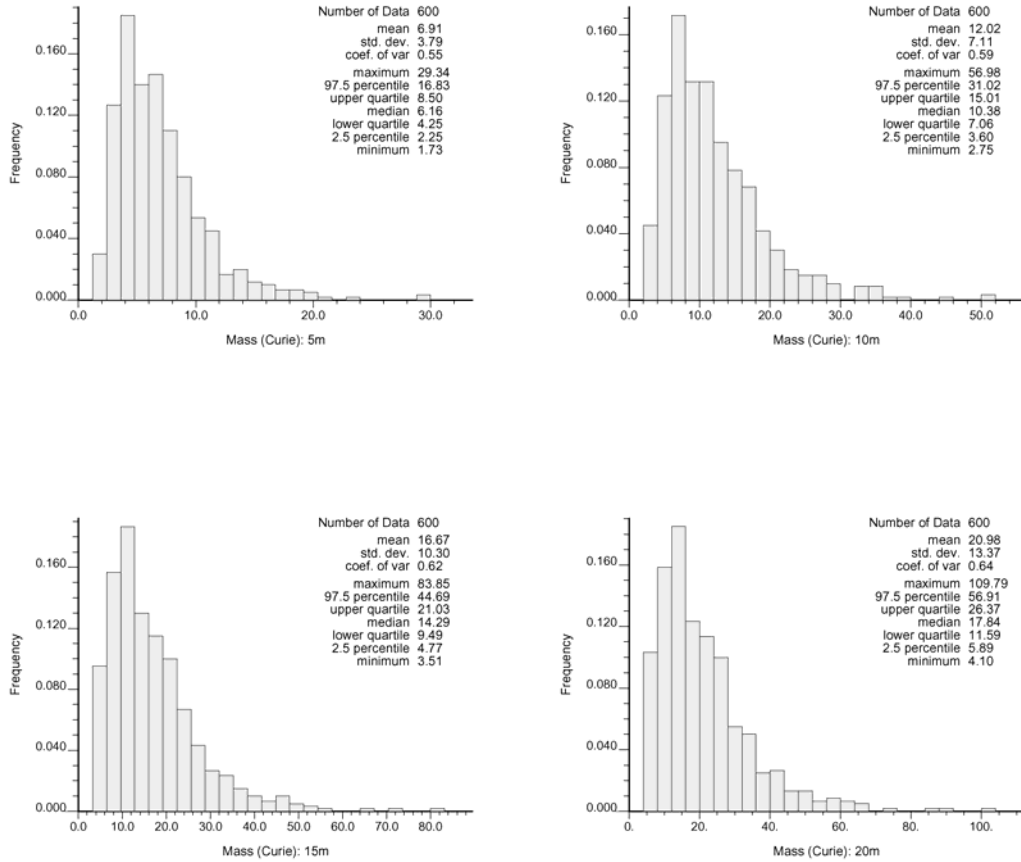 Number of Data 600
mean 6.91
std. dev. 3.79
coef. of var 0.55
maximum 29.34
97.5 percentile 16.83
upper quartile 8.50
median 6.16
lower quartile 4.25
2.5 percentile 2.25
minimum 1.73
Frequency
0.160
0.120
0.080
0.040
0.000
0.0 10.0 20.0 30.0
Mass (Curie): 5m
Number of Data 600
mean 12.02
std. dev. 7.11
coef. of var 0.59
maximum 56.98
97.5 percentile 31.02
upper quartile 15.01
median 10.38
lower quartile 7.06
2.5 percentile 3.60
minimum 2.75
Frequency
0.160
0.120
0.080
0.040
0.000
0.0 10.0 20.0 30.0 40.0 50.0
Mass (Curie): 10m
Number of Data 600
mean 16.67
std. dev. 10.30
coef. of var 0.62
maximum 83.85
97.5 percentile 44.69
upper quartile 21.03
median 14.29
lower quartile 9.49
2.5 percentile 4.77
minimum 3.51
Frequency
0.160
0.120
0.080
0.040
0.000
0.0 10.0 20.0 30.0 40.0 50.0 60.0 70.0 80.0
Mass (Curie): 15m
Number of Data 600
mean 20.98
std. dev. 13.37
coef. of var 0.64
maximum 109.79
97.5 percentile 56.91
upper quartile 26.37
median 17.84
lower quartile 11.59
2.5 percentile 5.89
minimum 4.10
Frequency
0.160
0.120
0.080
0.040
0.000
0. 20. 40. 60. 80. 100.
Mass (Curie): 20m